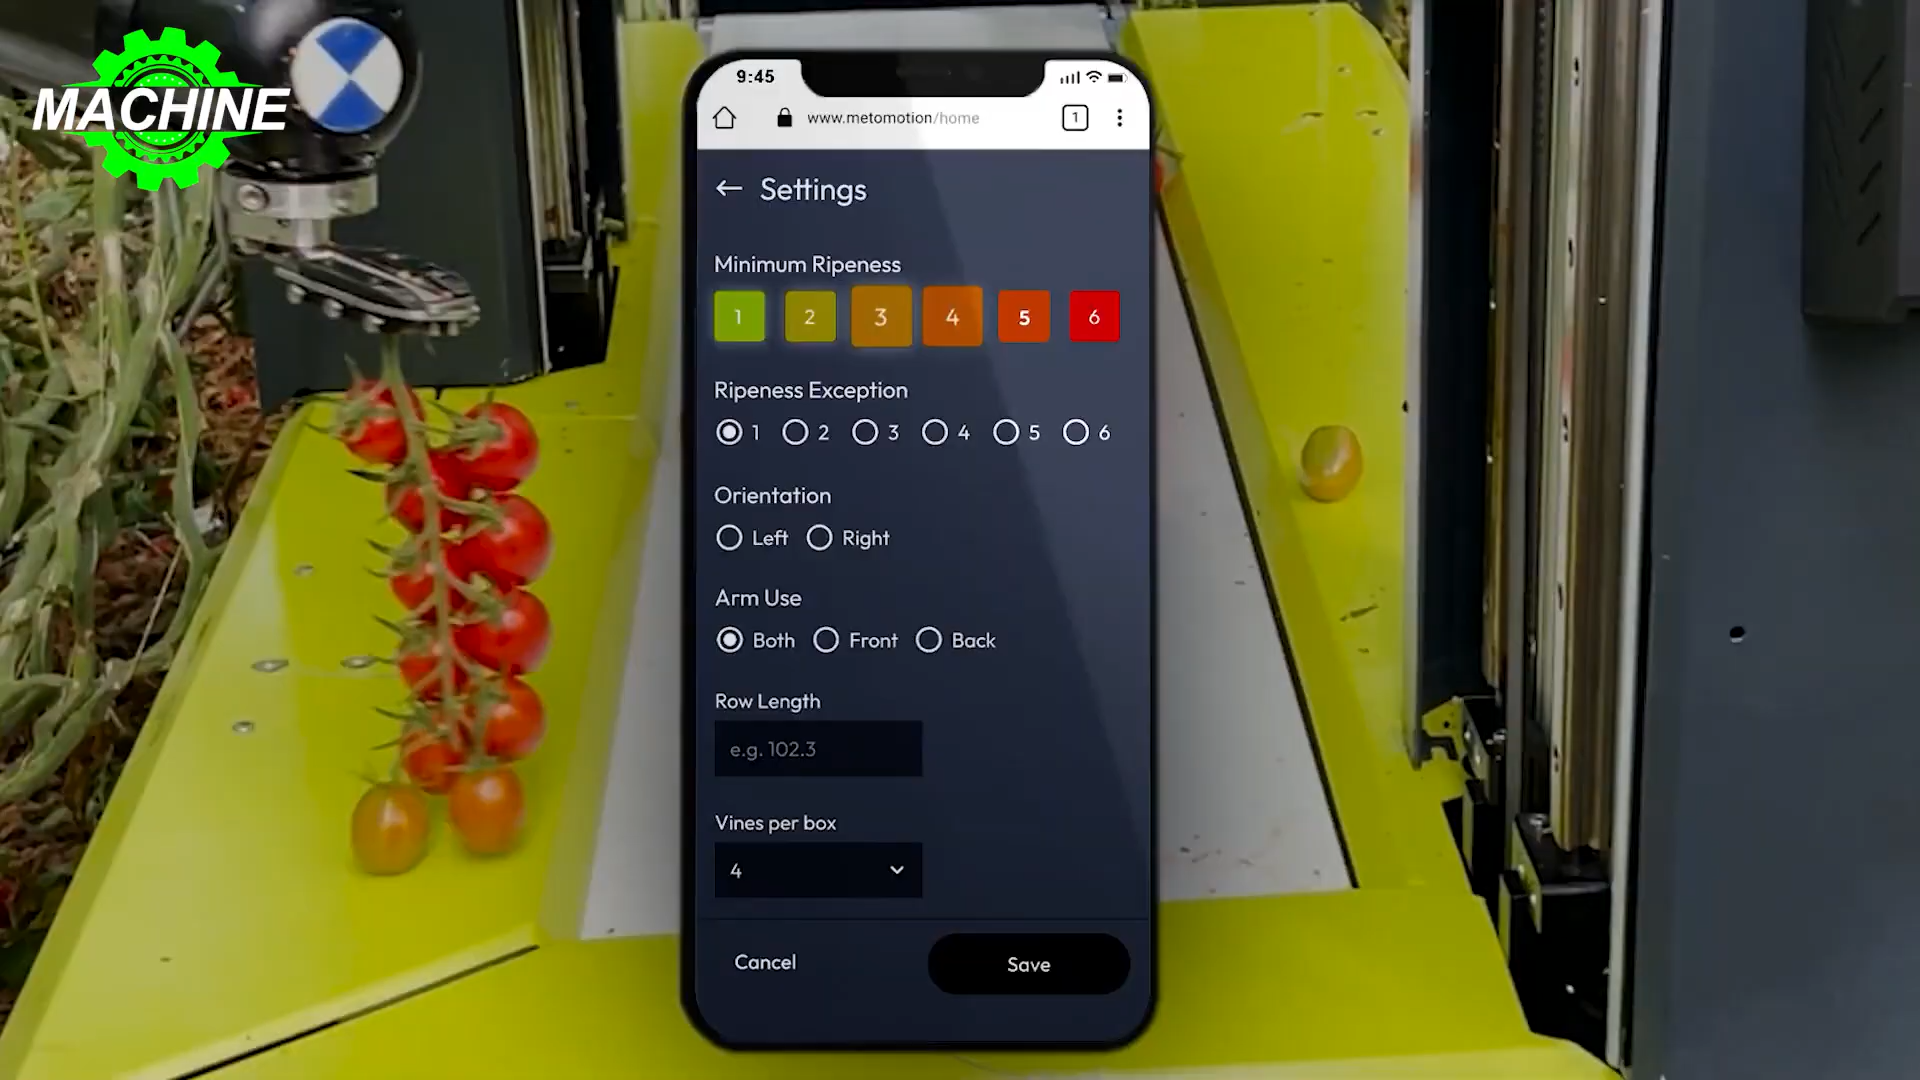 MACHINE
9:45
www.metomotion/home
1
Settings
Minimum Ripeness
1 2 3 4 5 6
Ripeness Exception
1 2 3 4 5 6
Orientation
Left Right
Arm Use
Both Front Back
Row Length
e.g. 102.3
Vines per box
4
Cancel Save